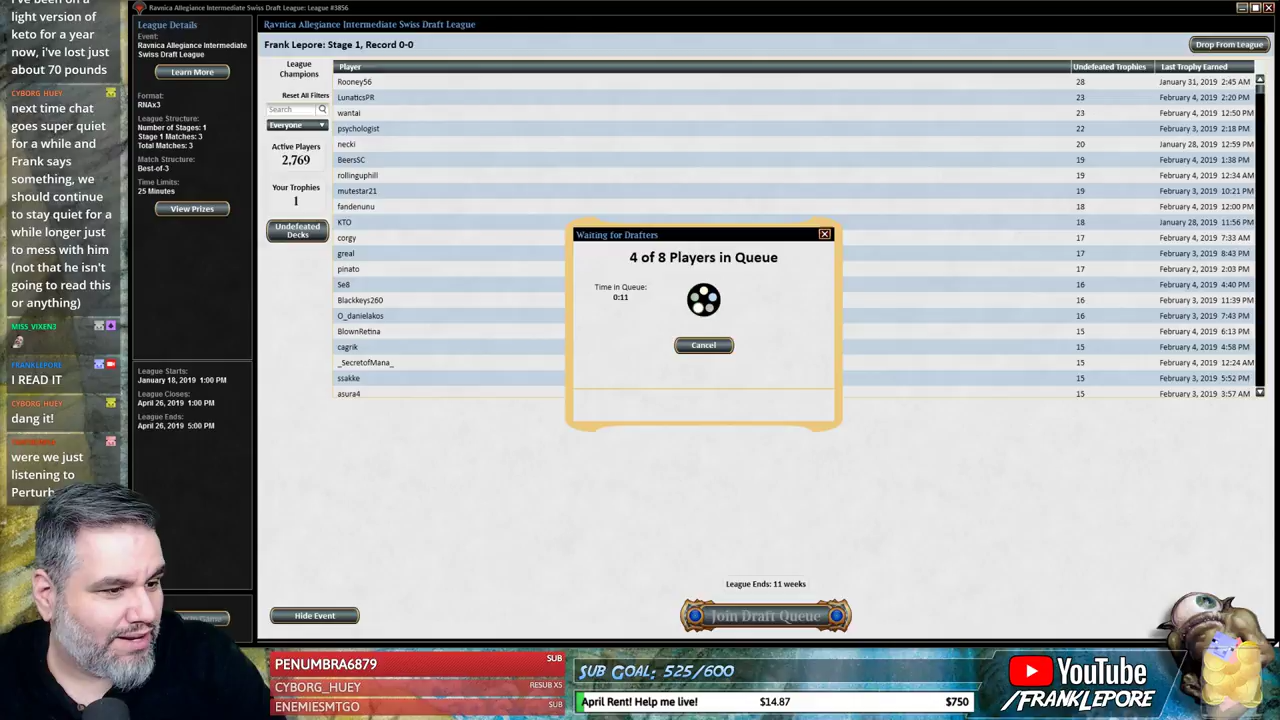 I've been on a
light version of
keto for a year
now, i've lost just
about 70 pounds
CYBORG_HUEY
next time chat
goes super quiet
for a while and
Frank says
something, we
should continue
to stay quiet for a
while longer just
to mess with him
(not that he isn't
going to read this
or anything)
MISS_VIXEN3
FRANKLEPORE
I READ IT
CYBORG_HUEY
dang it!
were we just
listening to
Perturb
Ravnica Allegiance Intermediate Swiss Draft League: League #3856
League Details
Event:
Ravnica Allegiance Intermediate
Swiss Draft League
Learn More
Format:
RNAx3
League Structure:
Number of Stages: 1
Stage 1 Matches: 3
Total Matches: 3
Match Structure:
Best-of-3
Time Limits:
25 Minutes
View Prizes
League Starts:
January 18, 2019 1:00 PM
League Closes:
April 26, 2019 1:00 PM
League Ends:
April 26, 2019 5:00 PM
Game
Ravnica Allegiance Intermediate Swiss Draft League
Frank Lepore: Stage 1, Record 0-0
Drop From League
League
Champions
Reset All Filters
Search
Everyone
Active Players
2,769
Your Trophies
1
Undefeated
Decks
Player Undefeated Trophies Last Trophy Earned
Rooney56 28 January 31, 2019 2:45 AM
LunaticsPR 23 February 4, 2019 2:20 PM
wantai 23 February 4, 2019 12:50 PM
psychologist 22 February 3, 2019 2:18 PM
necki 20 January 28, 2019 12:59 PM
BeersSC 19 February 4, 2019 1:38 PM
rollinguphill 19 February 4, 2019 12:34 AM
mutestar21 19 February 3, 2019 10:21 PM
fandenunu 18 February 4, 2019 12:00 PM
KTO 18 January 28, 2019 11:56 PM
corgy 17 February 4, 2019 7:33 AM
greal 17 February 3, 2019 8:43 PM
pinato 17 February 2, 2019 2:03 PM
Se8 16 February 4, 2019 4:40 PM
Blackkeys260 16 February 3, 2019 11:39 PM
O_danielakos 16 February 3, 2019 7:43 PM
BlownRetina 15 February 4, 2019 6:13 PM
cagrik 15 February 4, 2019 4:58 PM
_SecretofMana_ 15 February 4, 2019 12:24 AM
ssakke 15 February 3, 2019 5:52 PM
asura4 15 February 3, 2019 3:57 AM
Waiting for Drafters
4 of 8 Players in Queue
Time in Queue:
0:11
Cancel
League Ends: 11 weeks
Hide Event
Join Draft Queue
PENUMBRA6879 SUB
CYBORG_HUEY RESUB X5
ENEMIESMTGO SUB
SUB GOAL: 525/600
April Rent! Help me live! $14.87 $750
YouTube
/FRANKLEPORE